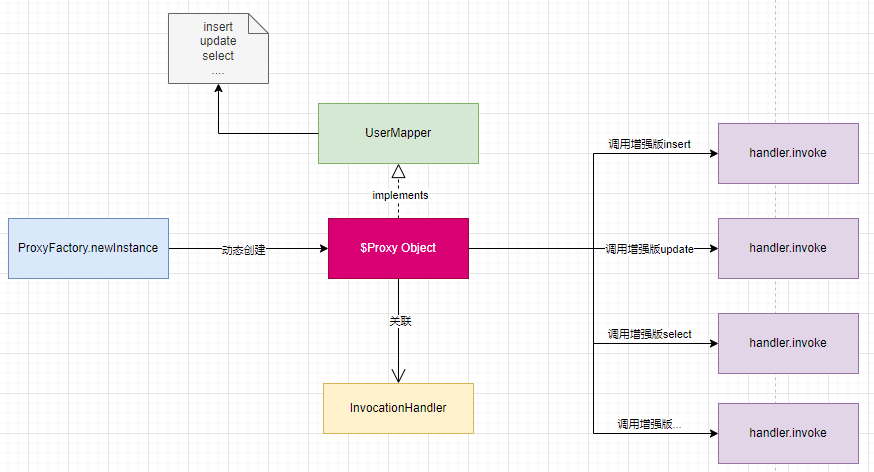 insert
update
select
....
UserMapper
implements
ProxyFactory.newInstance
动态创建
$Proxy Object
关联
InvocationHandler
调用增强版insert
handler.invoke
调用增强版update
handler.invoke
调用增强版select
handler.invoke
调用增强版...
handler.invoke